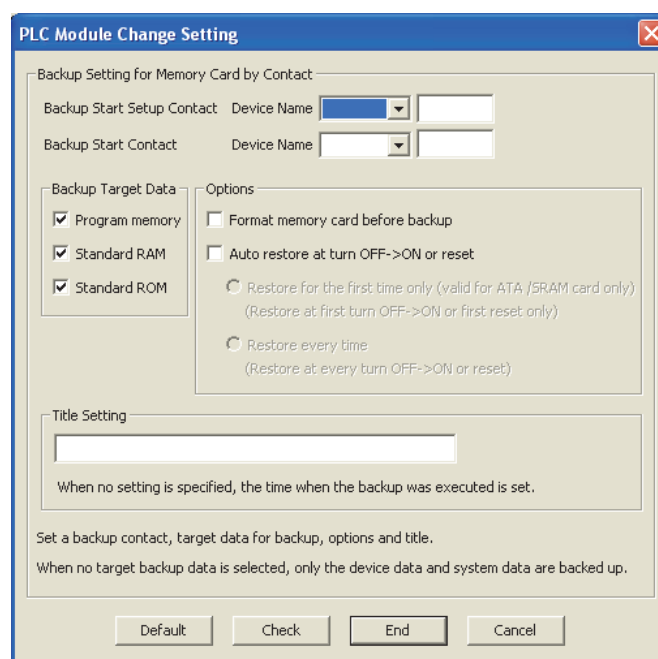 PLC Module Change Setting
Backup Setting for Memory Card by Contact
Backup Start Setup Contact Device Name
Backup Start Contact Device Name
Backup Target Data
Program memory
Standard RAM
Standard ROM
Options
Format memory card before backup
Auto restore at turn OFF->ON or reset
Restore for the first time only (valid for ATA /SRAM card only)
(Restore at first turn OFF->ON or first reset only)
Restore every time
(Restore at every turn OFF->ON or reset)
Title Setting
When no setting is specified, the time when the backup was executed is set.
Set a backup contact, target data for backup, options and title.
When no target backup data is selected, only the device data and system data are backed up.
Default Check End Cancel